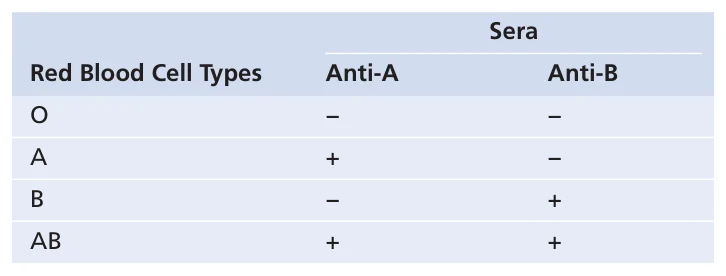 Sera
Red Blood Cell Types Anti-A Anti-B
O – –
A + –
B – +
AB + +